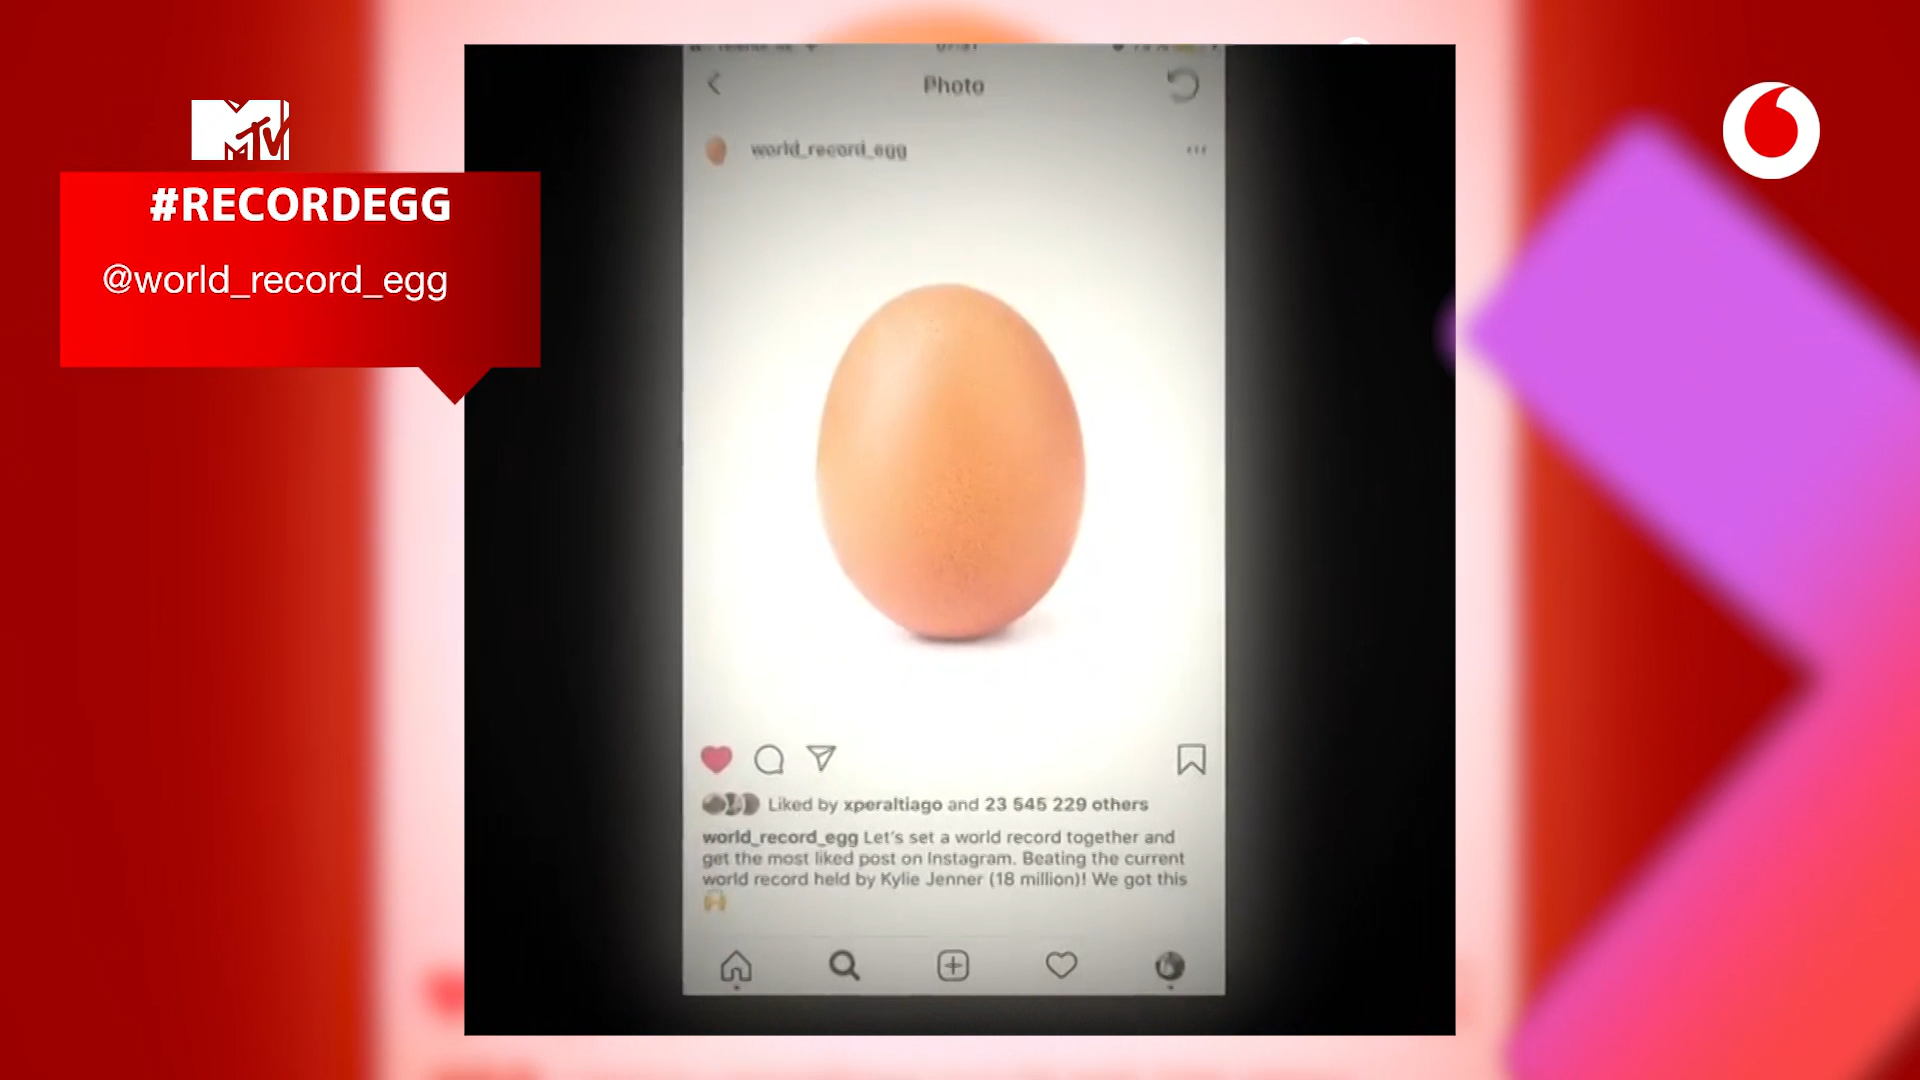 MTV
#RECORDEGG
@world_record_egg
Photo
world_record_egg
Liked by xperaltiago and 23 545 229 others
world_record_egg Let's set a world record together and
get the most liked post on Instagram. Beating the current
world record held by Kylie Jenner (18 million)! We got this